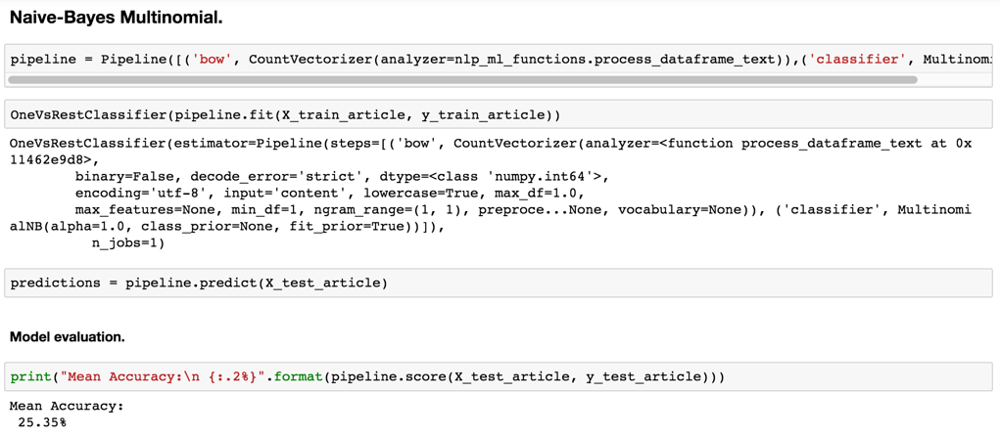 Naive-Bayes Multinomial.
pipeline = Pipeline([('bow', CountVectorizer(analyzer=nlp_ml_functions.process_dataframe_text)),('classifier', Multinomi
OneVsRestClassifier(pipeline.fit(X_train_article, y_train_article))
OneVsRestClassifier(estimator=Pipeline(steps=[('bow', CountVectorizer(analyzer=<function process_dataframe_text at 0x
11462e9d8>,
binary=False, decode_error='strict', dtype=<class 'numpy.int64'>,
encoding='utf-8', input='content', lowercase=True, max_df=1.0,
max_features=None, min_df=1, ngram_range=(1, 1), preproce...None, vocabulary=None)), ('classifier', Multinomi
alNB(alpha=1.0, class_prior=None, fit_prior=True))]),
n_jobs=1)
predictions = pipeline.predict(X_test_article)
Model evaluation.
print("Mean Accuracy:\n {:.2%}".format(pipeline.score(X_test_article, y_test_article)))
Mean Accuracy:
25.35%